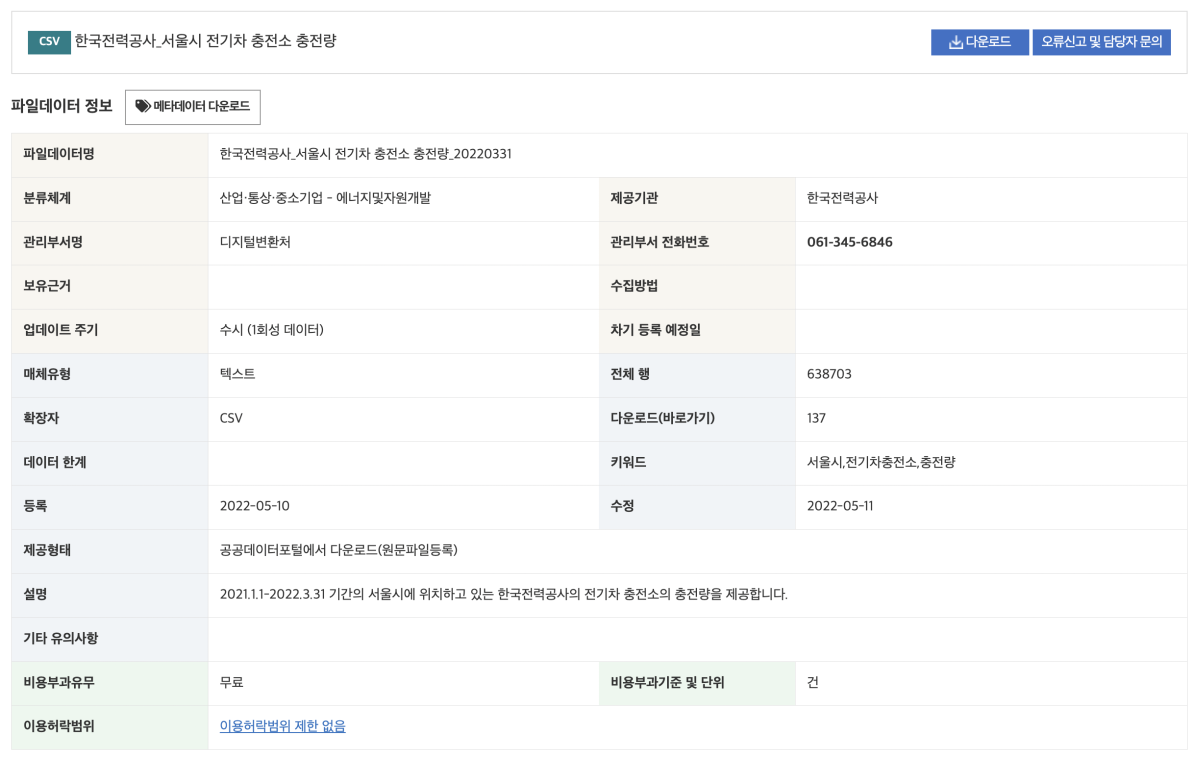 CSV 한국전력공사_서울시 전기차 충전소 충전량 다운로드 오류신고 및 담당자 문의
파일데이터 정보 메타데이터 다운로드
파일데이터명 한국전력공사_서울시 전기차 충전소 충전량_20220331
분류체계 산업·통상·중소기업 - 에너지및자원개발 제공기관 한국전력공사
관리부서명 디지털변환처 관리부서 전화번호 061-345-6846
보유근거 수집방법
업데이트 주기 수시 (1회성 데이터) 차기 등록 예정일
매체유형 텍스트 전체 행 638703
확장자 CSV 다운로드(바로가기) 137
데이터 한계 키워드 서울시,전기차충전소,충전량
등록 2022-05-10 수정 2022-05-11
제공형태 공공데이터포털에서 다운로드(원문파일등록)
설명 2021.1.1-2022.3.31 기간의 서울시에 위치하고 있는 한국전력공사의 전기차 충전소의 충전량을 제공합니다.
기타 유의사항
비용부과유무 무료 비용부과기준 및 단위 건
이용허락범위 이용허락범위 제한 없음